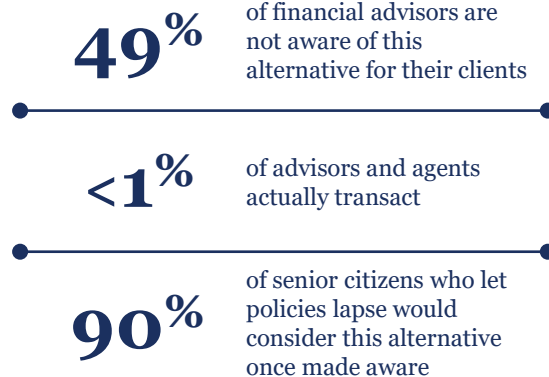 49%
of financial advisors are
not aware of this
alternative for their clients
<1%
of advisors and agents
actually transact
90%
of senior citizens who let
policies lapse would
consider this alternative
once made aware